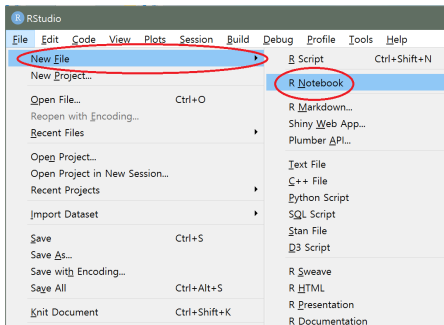 RStudio
File Edit Code View Plots Session Build Debug Profile Tools Help
New File
New Project...
Open File... Ctrl+O
Reopen with Encoding...
Recent Files
Open Project...
Open Project in New Session...
Recent Projects
Import Dataset
Save Ctrl+S
Save As...
Save with Encoding...
Save All Ctrl+Alt+S
Knit Document Ctrl+Shift+K
R Script Ctrl+Shift+N
R Notebook
R Markdown...
Shiny Web App...
Plumber API...
Text File
C++ File
Python Script
SQL Script
Stan File
D3 Script
R Sweave
R HTML
R Presentation
R Documentation